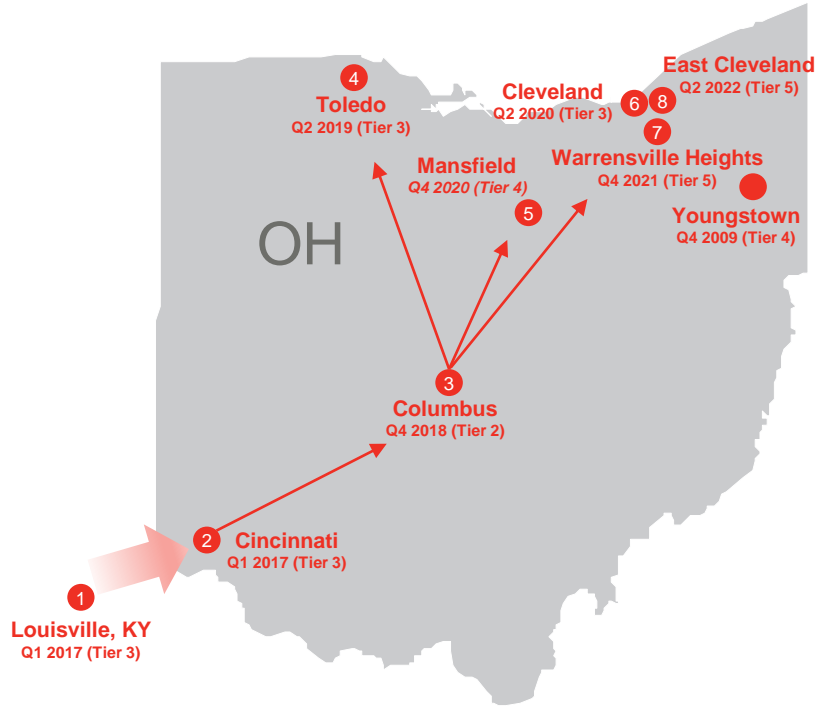 4
Toledo
Q2 2019 (Tier 3)
Cleveland
Q2 2020 (Tier 3)
6
8
East Cleveland
Q2 2022 (Tier 5)
7
Warrensville Heights
Q4 2021 (Tier 5)
Mansfield
Q4 2020 (Tier 4)
5
Youngstown
Q4 2009 (Tier 4)
OH
3
Columbus
Q4 2018 (Tier 2)
2
Cincinnati
Q1 2017 (Tier 3)
1
Louisville, KY
Q1 2017 (Tier 3)